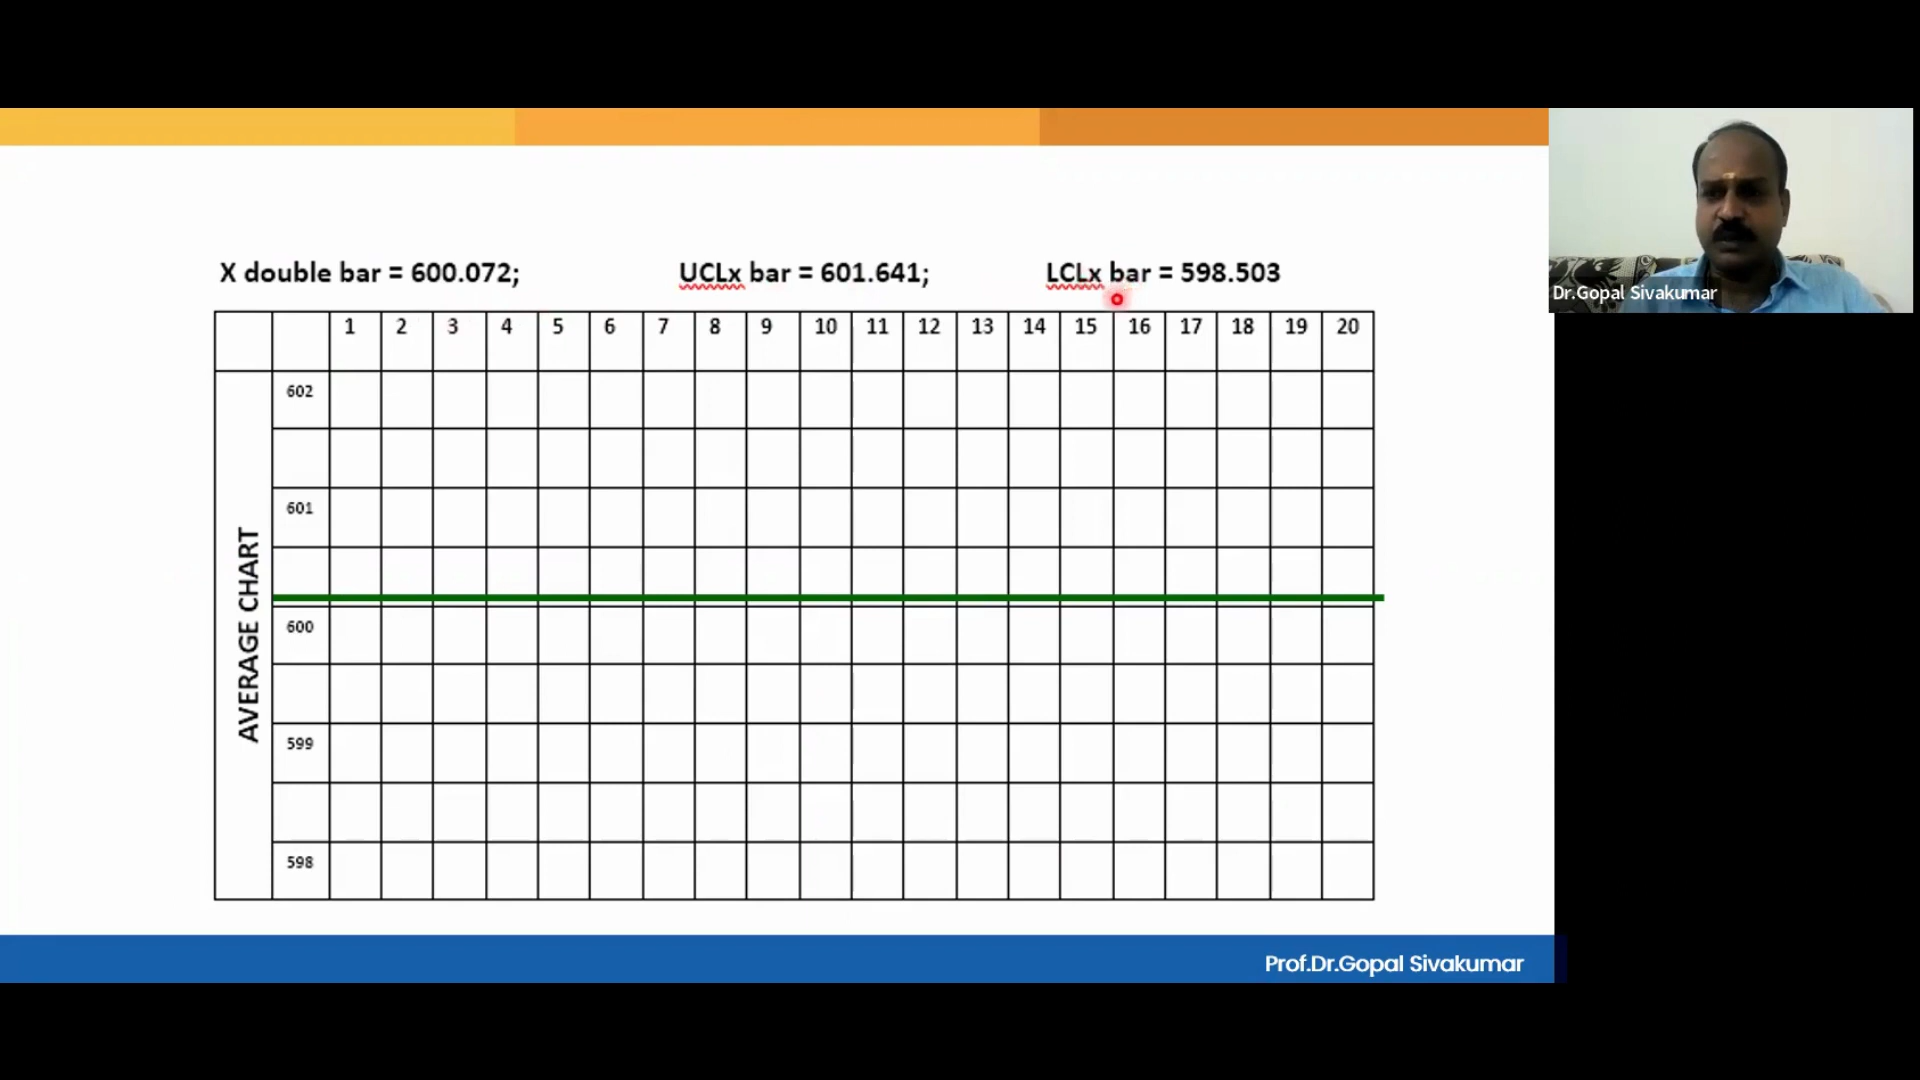 X double bar = 600.072; UCLx bar = 601.641; LCLx bar = 598.503
Dr.Gopal Sivakumar
1 2 3 4 5 6 7 8 9 10 11 12 13 14 15 16 17 18 19 20
602
601
AVERAGE CHART
600
599
598
Prof.Dr.Gopal Sivakumar